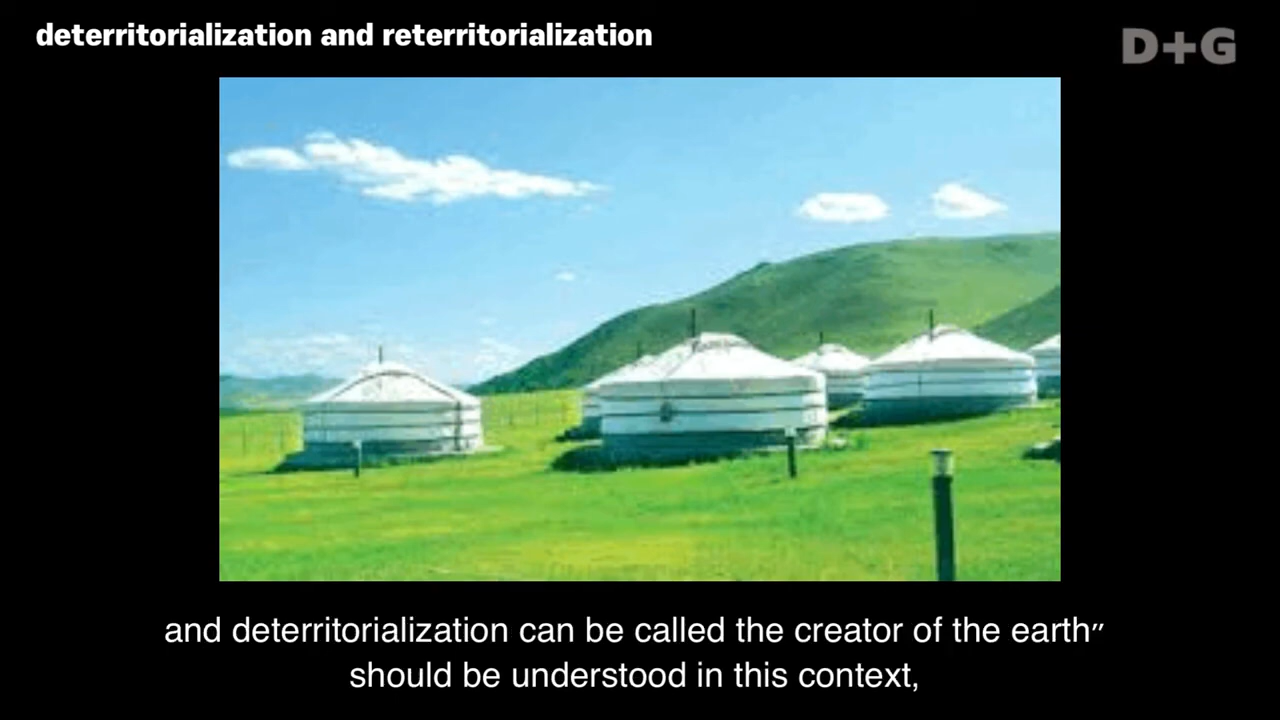 deterritorialization and reterritorialization
D+G
and deterritorialization can be called the creator of the earth”
should be understood in this context,